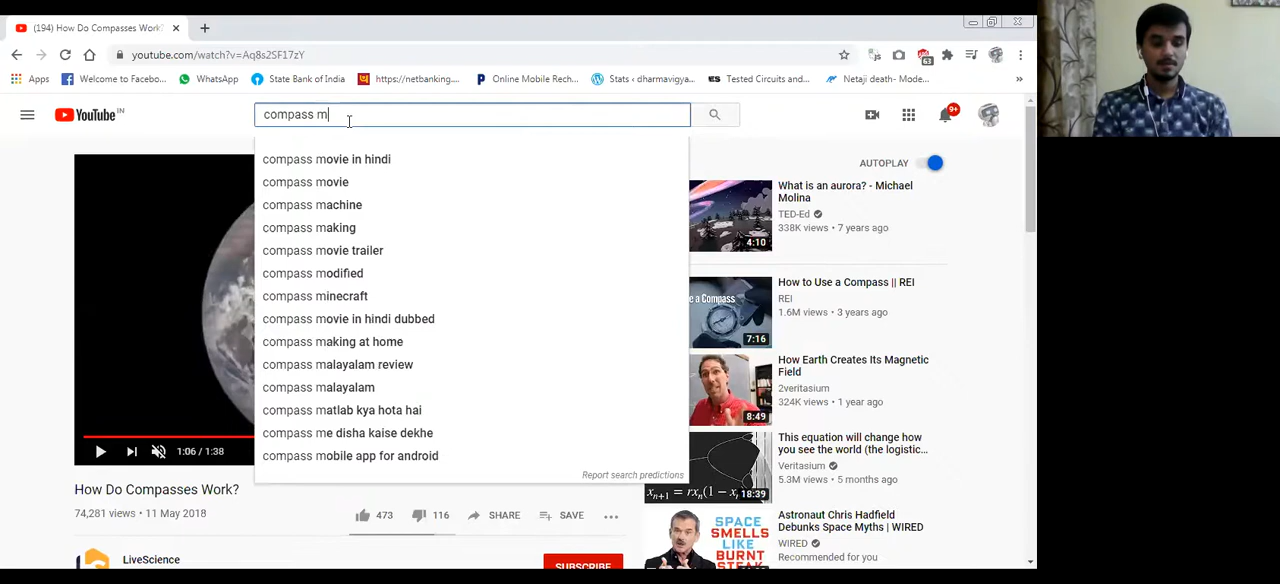 (194) How Do Compasses Work?
youtube.com/watch?v=Aq8s2SF17zY
63
Apps
Welcome to Facebo...
WhatsApp
State Bank of India
https://netbanking....
Online Mobile Rech...
Stats ‹ dharmavigya...
ES
Tested Circuits and...
Netaji death- Mode...
»
YouTube IN
compass m
9+
compass movie in hindi
compass movie
compass machine
compass making
compass movie trailer
compass modified
compass minecraft
compass movie in hindi dubbed
compass making at home
compass malayalam review
compass malayalam
compass matlab kya hota hai
compass me disha kaise dekhe
compass mobile app for android
Report search predictions
1:06 / 1:38
How Do Compasses Work?
74,281 views • 11 May 2018
473
116
SHARE
SAVE
LiveScience
SUBSCRIBE
AUTOPLAY
4:10
What is an aurora? - Michael
Molina
TED-Ed
338K views • 7 years ago
e a Compass
7:16
How to Use a Compass || REI
REI
1.6M views • 3 years ago
8:49
How Earth Creates Its Magnetic
Field
2veritasium
324K views • 1 year ago
18:39
This equation will change how
you see the world (the logistic...
Veritasium
5.3M views • 5 months ago
SPACE
SMELLS
LIKE
BURNT
STEAK
Astronaut Chris Hadfield
Debunks Space Myths | WIRED
WIRED
Recommended for you